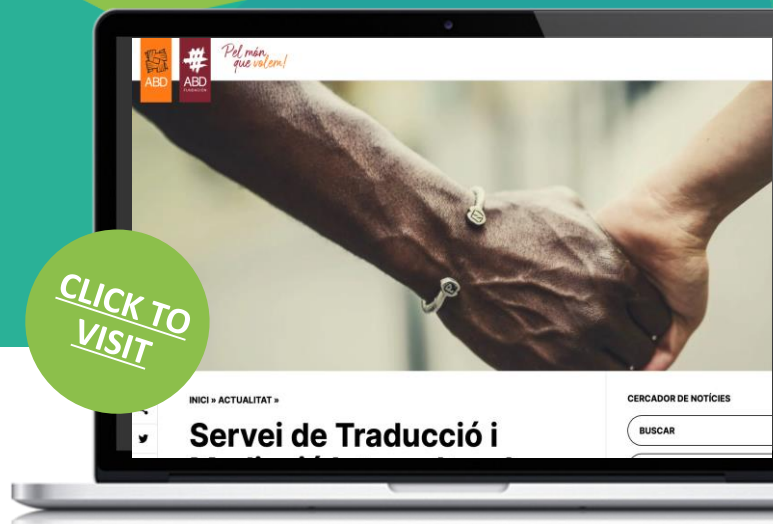 ABD
ABD
FUNDACIÓN
Pel món
que volem!
CLICK TO
VISIT
INICI » ACTUALITAT »
Servei de Traducció i
CERCADOR DE NOTÍCIES
BUSCAR